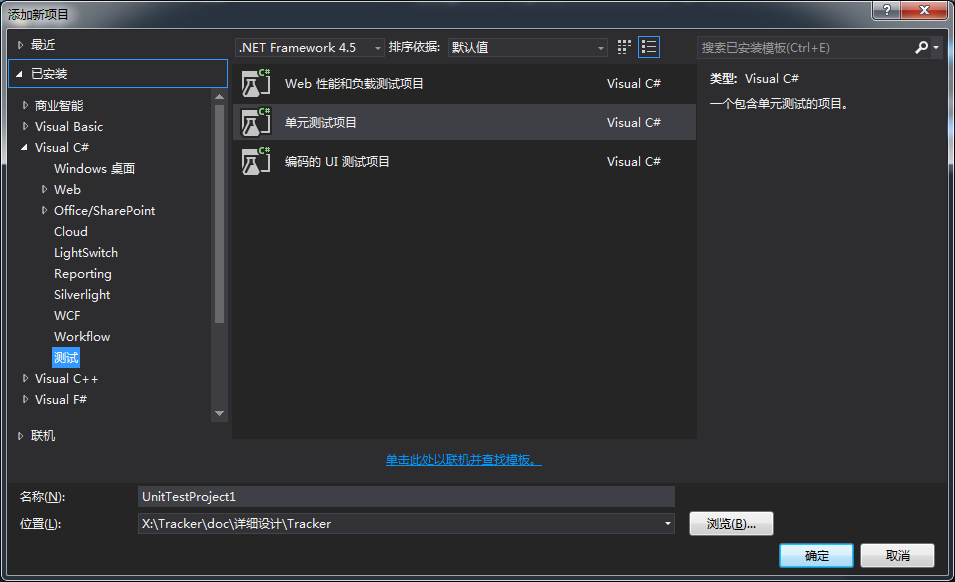 添加新项目
最近
已安装
商业智能
Visual Basic
Visual C#
Windows 桌面
Web
Office/SharePoint
Cloud
LightSwitch
Reporting
Silverlight
WCF
Workflow
测试
Visual C++
Visual F#
联机
.NET Framework 4.5 排序依据: 默认值
C# Web 性能和负载测试项目 Visual C#
C# 单元测试项目 Visual C#
C# 编码的 UI 测试项目 Visual C#
单击此处以联机并查找模板。
搜索已安装模板(Ctrl+E)
类型: Visual C#
一个包含单元测试的项目。
名称(N): UnitTestProject1
位置(L): X:\Tracker\doc\详细设计\Tracker 浏览(B)...
确定 取消